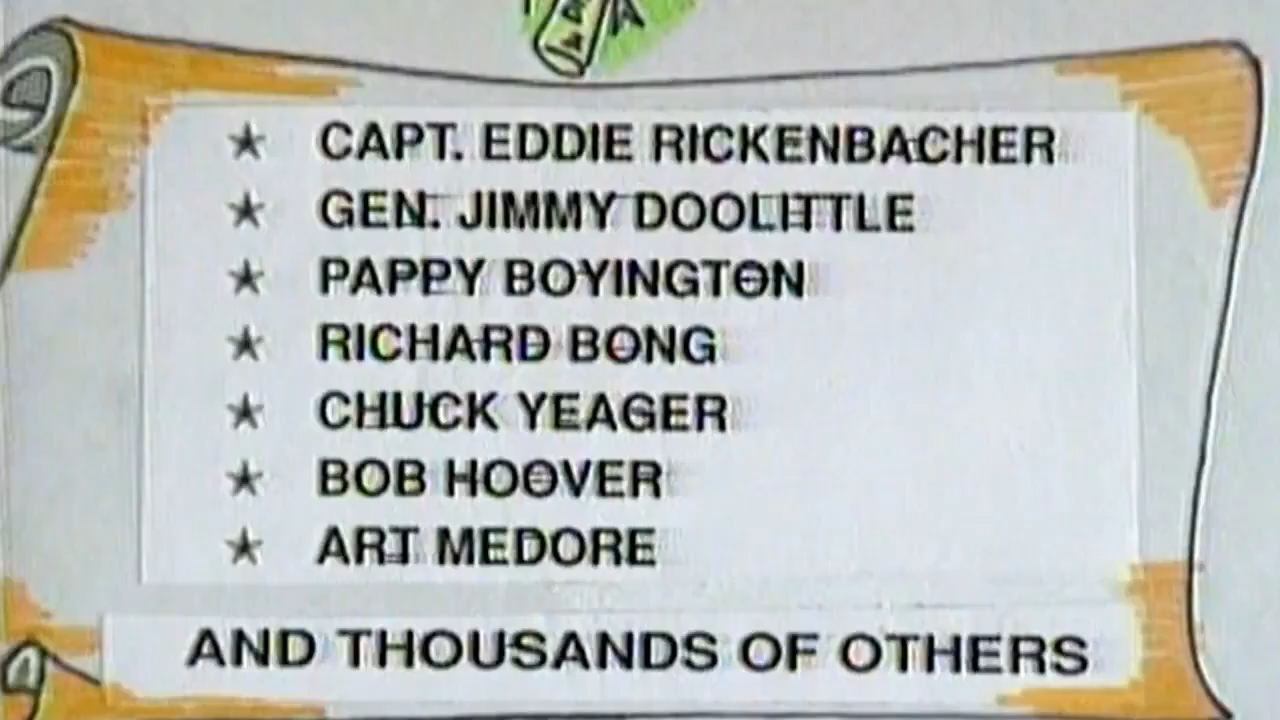 ★ CAPT. EDDIE RICKENBACHER
★ GEN. JIMMY DOOLITTLE
★ PAPPY BOYINGTON
★ RICHARD BONG
★ CHUCK YEAGER
★ BOB HOOVER
★ ART MEDORE
AND THOUSANDS OF OTHERS